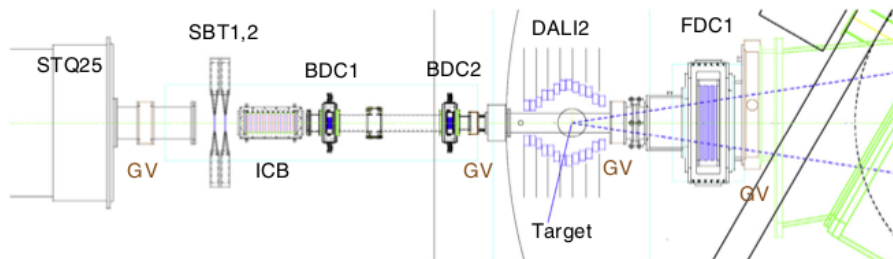 SBT1,2
DALI2
FDC1
STQ25
BDC1
BDC2
GV
ICB
GV
GV
GV
Target